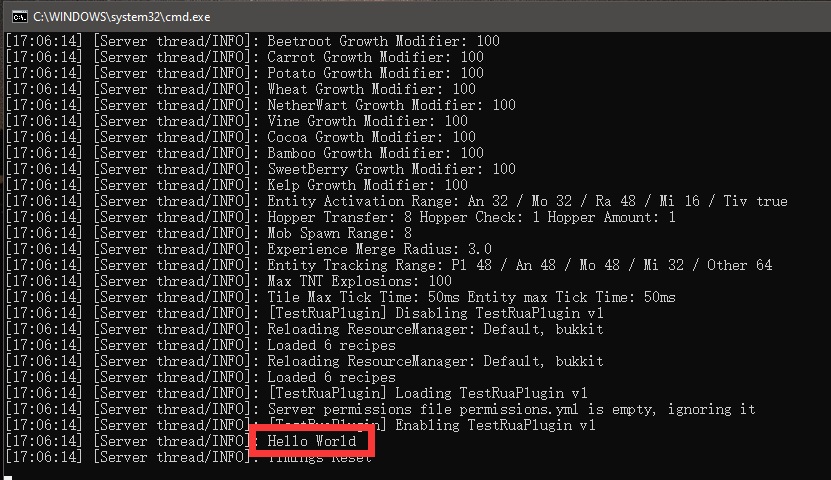 C:\WINDOWS\system32\cmd.exe
[17:06:14] [Server thread/INFO]: Beetroot Growth Modifier: 100
[17:06:14] [Server thread/INFO]: Carrot Growth Modifier: 100
[17:06:14] [Server thread/INFO]: Potato Growth Modifier: 100
[17:06:14] [Server thread/INFO]: Wheat Growth Modifier: 100
[17:06:14] [Server thread/INFO]: NetherWart Growth Modifier: 100
[17:06:14] [Server thread/INFO]: Vine Growth Modifier: 100
[17:06:14] [Server thread/INFO]: Cocoa Growth Modifier: 100
[17:06:14] [Server thread/INFO]: Bamboo Growth Modifier: 100
[17:06:14] [Server thread/INFO]: SweetBerry Growth Modifier: 100
[17:06:14] [Server thread/INFO]: Kelp Growth Modifier: 100
[17:06:14] [Server thread/INFO]: Entity Activation Range: An 32 / Mo 32 / Ra 48 / Mi 16 / Tiv true
[17:06:14] [Server thread/INFO]: Hopper Transfer: 8 Hopper Check: 1 Hopper Amount: 1
[17:06:14] [Server thread/INFO]: Mob Spawn Range: 8
[17:06:14] [Server thread/INFO]: Experience Merge Radius: 3.0
[17:06:14] [Server thread/INFO]: Entity Tracking Range: Pl 48 / An 48 / Mo 48 / Mi 32 / Other 64
[17:06:14] [Server thread/INFO]: Max TNT Explosions: 100
[17:06:14] [Server thread/INFO]: Tile Max Tick Time: 50ms Entity max Tick Time: 50ms
[17:06:14] [Server thread/INFO]: [TestRuaPlugin] Disabling TestRuaPlugin v1
[17:06:14] [Server thread/INFO]: Reloading ResourceManager: Default, bukkit
[17:06:14] [Server thread/INFO]: Loaded 6 recipes
[17:06:14] [Server thread/INFO]: Reloading ResourceManager: Default, bukkit
[17:06:14] [Server thread/INFO]: Loaded 6 recipes
[17:06:14] [Server thread/INFO]: [TestRuaPlugin] Loading TestRuaPlugin v1
[17:06:14] [Server thread/INFO]: Server permissions file permissions.yml is empty, ignoring it
[17:06:14] [Server thread/INFO]: [TestRuaPlugin] Enabling TestRuaPlugin v1
[17:06:14] [Server thread/INFO]: Hello World
[17:06:14] [Server thread/INFO]: Timings Reset